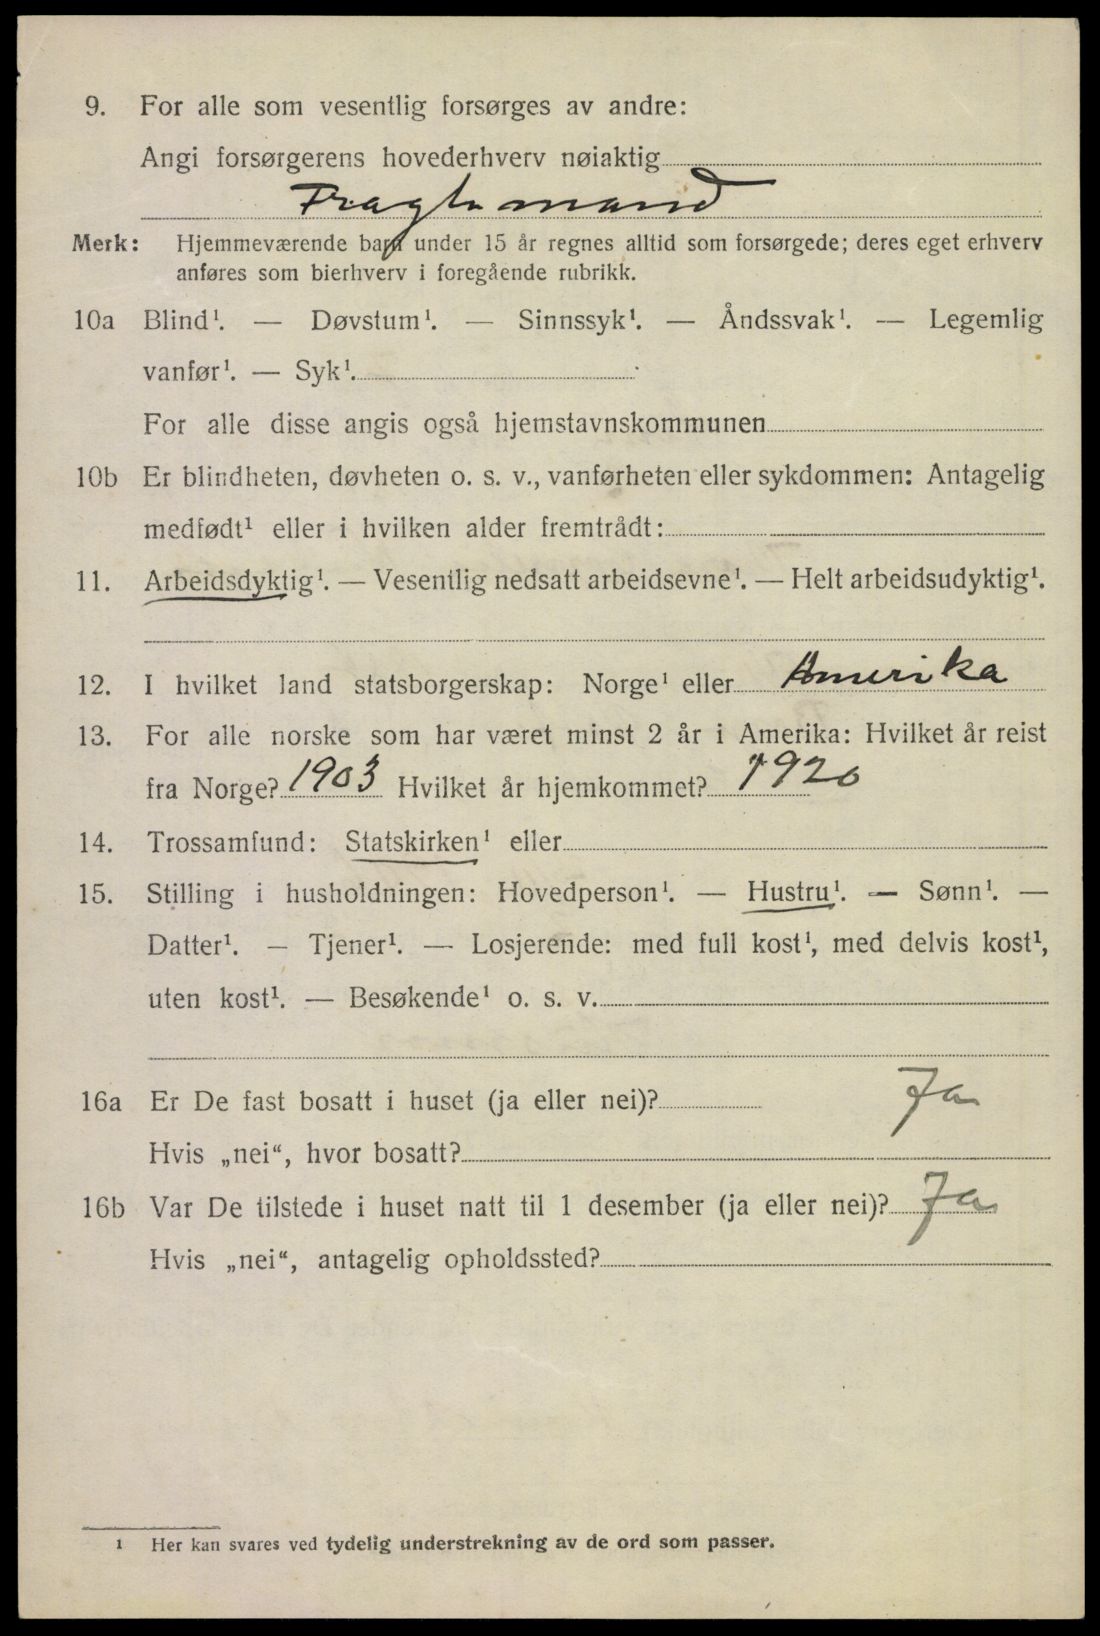 9. For alle som vesentlig forsørges av andre:
Angi forsørgerens hovederhverv nøiaktig
Fragtemand
Merk: Hjemmeværende barn under 15 år regnes alltid som forsørgede; deres eget erhverv
anføres som bierhverv i foregående rubrikk.
10a Blind¹. — Døvstum¹. — Sinnssyk¹. — Åndssvak¹. — Legemlig
vanfør¹. — Syk¹.
For alle disse angis også hjemstavnskommunen
10b Er blindheten, døvheten o. s. v., vanførheten eller sykdommen: Antagelig
medfødt¹ eller i hvilken alder fremtrådt:
11. Arbeidsdyktig¹. — Vesentlig nedsatt arbeidsevne¹. — Helt arbeidsudyktig¹.
12. I hvilket land statsborgerskap: Norge¹ eller Amerika
13. For alle norske som har været minst 2 år i Amerika: Hvilket år reist
fra Norge? 1903 Hvilket år hjemkommet? 1920
14. Trossamfund: Statskirken¹ eller
15. Stilling i husholdningen: Hovedperson¹. — Hustru¹. — Sønn¹. —
Datter¹. — Tjener¹. — Losjerende: med full kost¹, med delvis kost¹,
uten kost¹. — Besøkende¹ o. s. v.
16a Er De fast bosatt i huset (ja eller nei)? Ja
Hvis „nei“, hvor bosatt?
16b Var De tilstede i huset natt til 1 desember (ja eller nei)? Ja
Hvis „nei“, antagelig opholdssted?
¹ Her kan svares ved tydelig understrekning av de ord som passer.